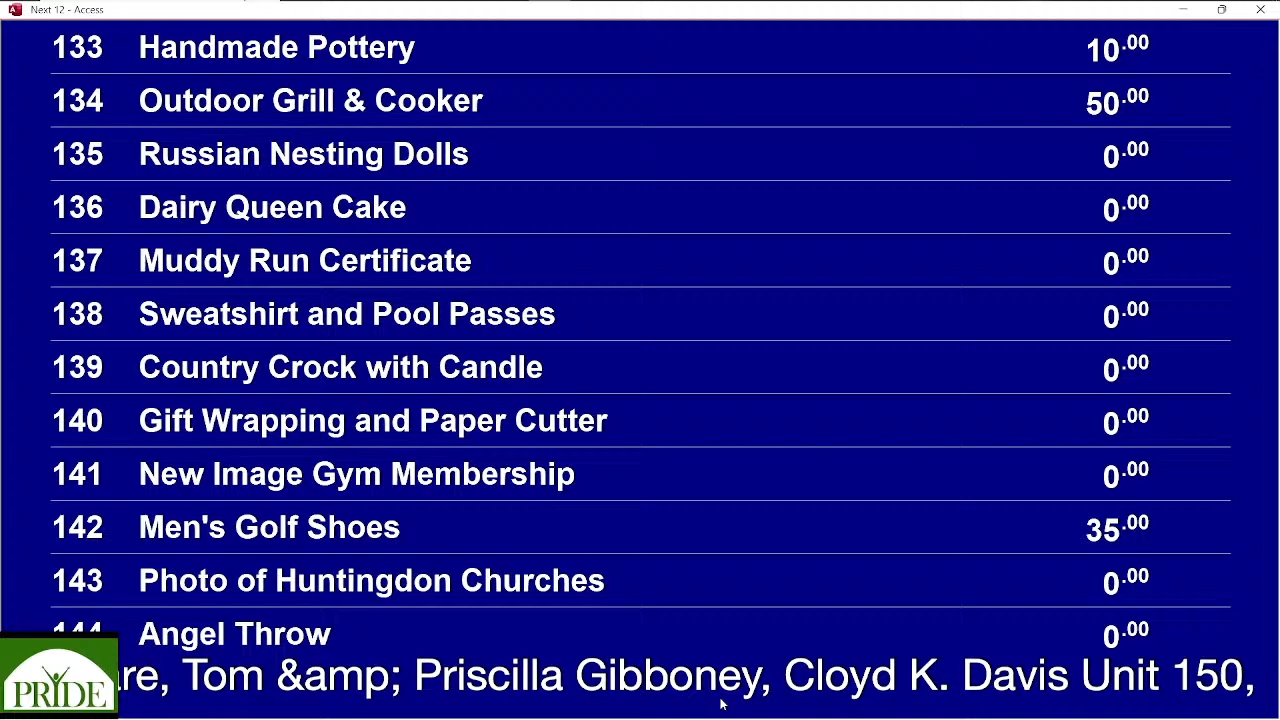 Next 12 - Access
133 Handmade Pottery 10.00
134 Outdoor Grill & Cooker 50.00
135 Russian Nesting Dolls 0.00
136 Dairy Queen Cake 0.00
137 Muddy Run Certificate 0.00
138 Sweatshirt and Pool Passes 0.00
139 Country Crock with Candle 0.00
140 Gift Wrapping and Paper Cutter 0.00
141 New Image Gym Membership 0.00
142 Men's Golf Shoes 35.00
143 Photo of Huntingdon Churches 0.00
144 Angel Throw 0.00
re, Tom &amp; Priscilla Gibboney, Cloyd K. Davis Unit 150,
PRIDE